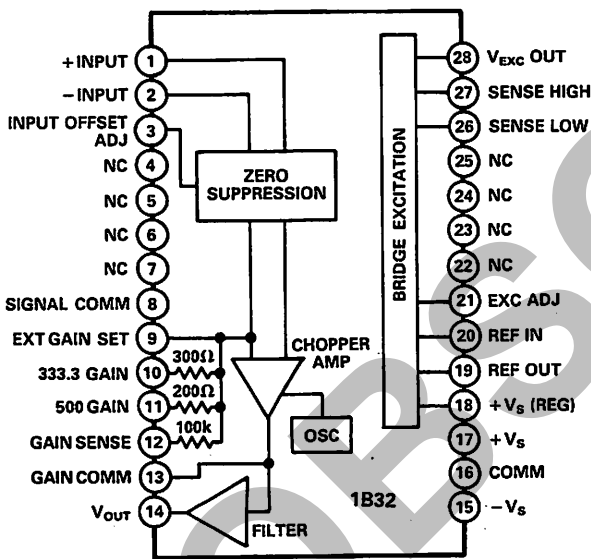 + INPUT 1
- INPUT 2
INPUT OFFSET
ADJ 3
NC 4
NC 5
NC 6
NC 7
SIGNAL COMM 8
EXT GAIN SET 9
333.3 GAIN 10
500 GAIN 11
GAIN SENSE 12
GAIN COMM 13
VOUT 14
ZERO
SUPPRESSION
300Ω
200Ω
100k
CHOPPER
AMP
OSC
FILTER
1B32
BRIDGE EXCITATION
28 VEXC OUT
27 SENSE HIGH
26 SENSE LOW
25 NC
24 NC
23 NC
22 NC
21 EXC ADJ
20 REF IN
19 REF OUT
18 + VS (REG)
17 + VS
16 COMM
15 - VS